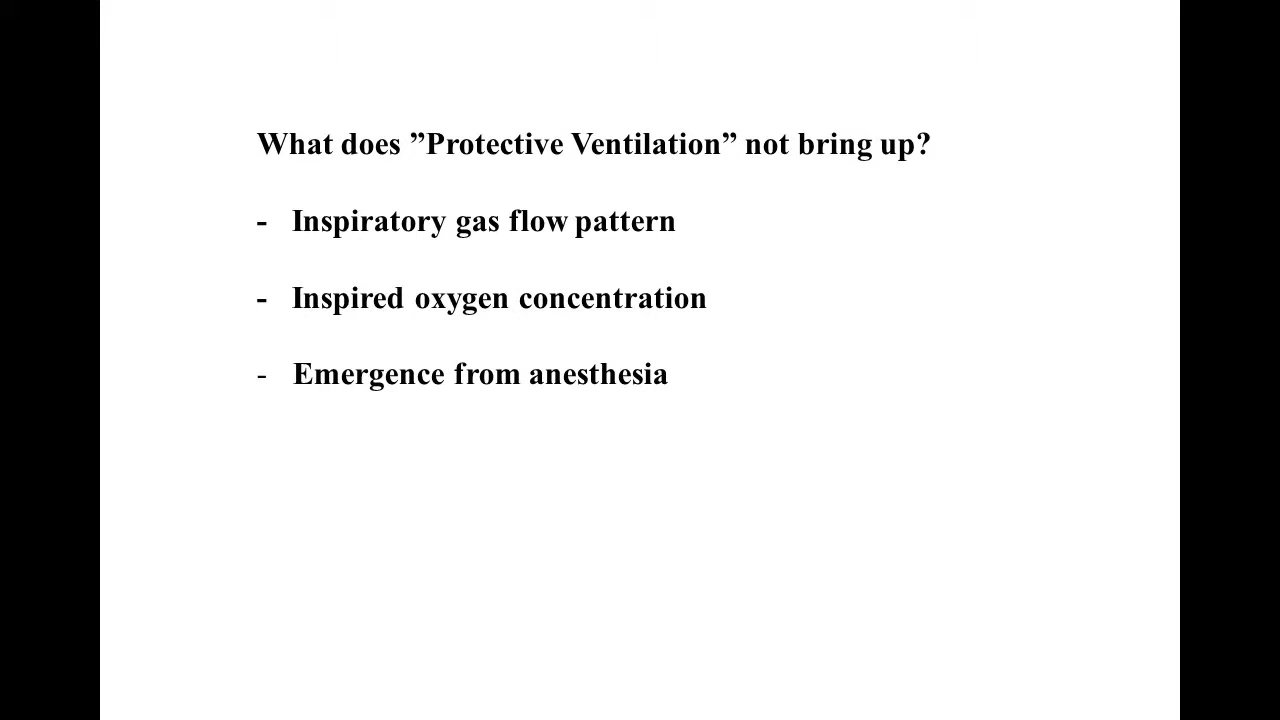 What does ”Protective Ventilation” not bring up?
- Inspiratory gas flow pattern
- Inspired oxygen concentration
- Emergence from anesthesia